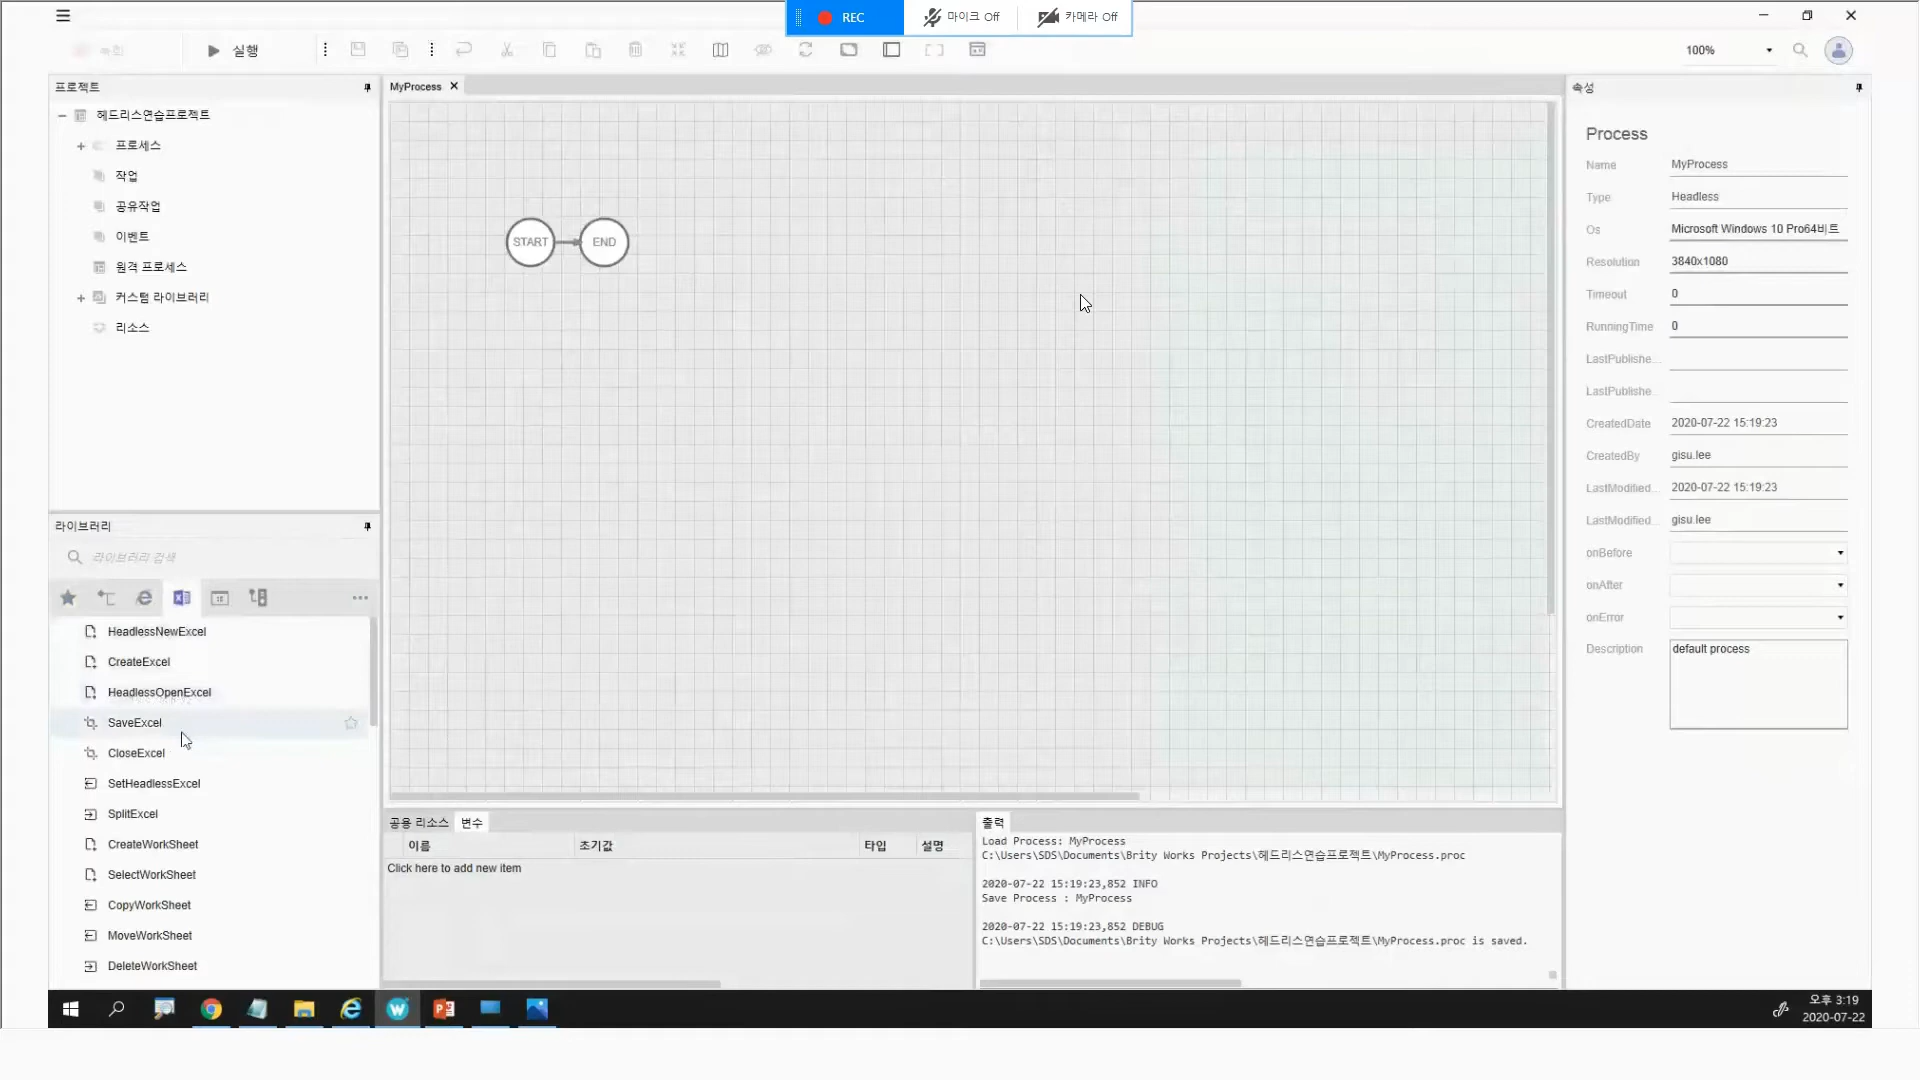 REC
마이크 Off
카메라 Off
실행
100%
프로젝트
헤드리스연습프로젝트
프로세스
작업
공유작업
이벤트
원격 프로세스
커스텀 라이브러리
리소스
라이브러리
라이브러리 검색
HeadlessNewExcel
CreateExcel
HeadlessOpenExcel
SaveExcel
CloseExcel
SetHeadlessExcel
SplitExcel
CreateWorkSheet
SelectWorkSheet
CopyWorkSheet
MoveWorkSheet
DeleteWorkSheet
MyProcess
START
END
공용 리소스 변수
이름 초기값 타입 설명
Click here to add new item
출력
Load Process: MyProcess
C:\Users\SDS\Documents\Brity Works Projects\헤드리스연습프로젝트\MyProcess.proc
2020-07-22 15:19:23,852 INFO
Save Process : MyProcess
2020-07-22 15:19:23,852 DEBUG
C:\Users\SDS\Documents\Brity Works Projects\헤드리스연습프로젝트\MyProcess.proc is saved.
속성
Process
Name MyProcess
Type Headless
Os Microsoft Windows 10 Pro64비트
Resolution 3840x1080
Timeout 0
RunningTime 0
LastPublishe...
LastPublishe...
CreatedDate 2020-07-22 15:19:23
CreatedBy gisu.lee
LastModified... 2020-07-22 15:19:23
LastModified... gisu.lee
onBefore
onAfter
onError
Description default process
오후 3:19
2020-07-22